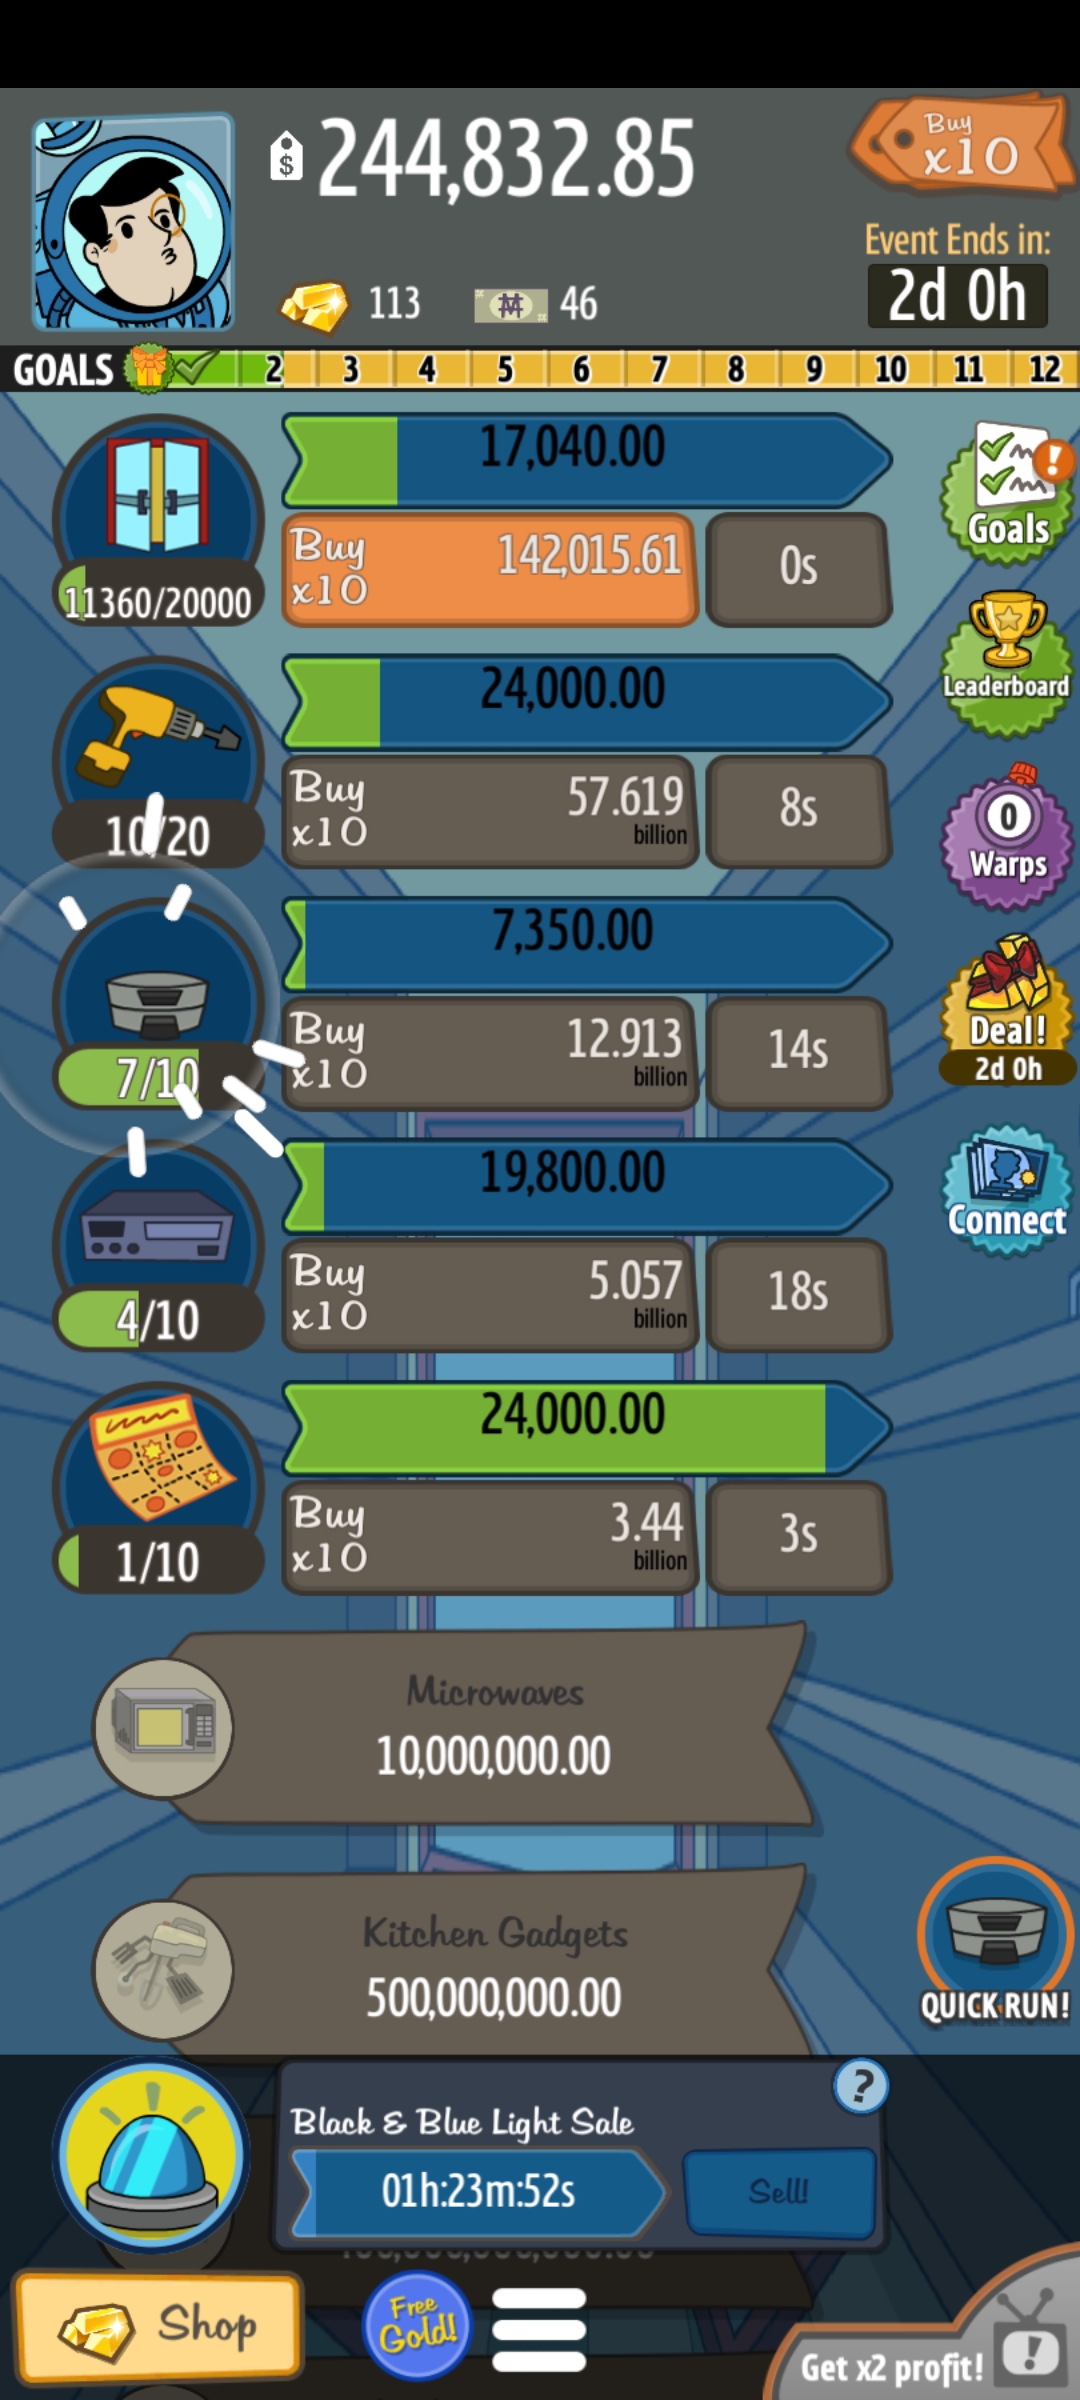 $ 244,832.85
Buy
x10
Event Ends in:
2d 0h
113
46
GOALS 2 3 4 5 6 7 8 9 10 11 12
17,040.00
Buy
x10
142,015.61
0s
11360/20000
Goals
24,000.00
Buy
x10
57.619
billion
8s
10/20
Leaderboard
7,350.00
Buy
x10
12.913
billion
14s
7/10
0
Warps
19,800.00
Buy
x10
5.057
billion
18s
4/10
Deal!
2d 0h
24,000.00
Buy
x10
3.44
billion
3s
1/10
Connect
Microwaves
10,000,000.00
Kitchen Gadgets
500,000,000.00
QUICK RUN!
Black & Blue Light Sale
?
01h:23m:52s
Sell!
Shop
Free
Gold!
Get x2 profit!